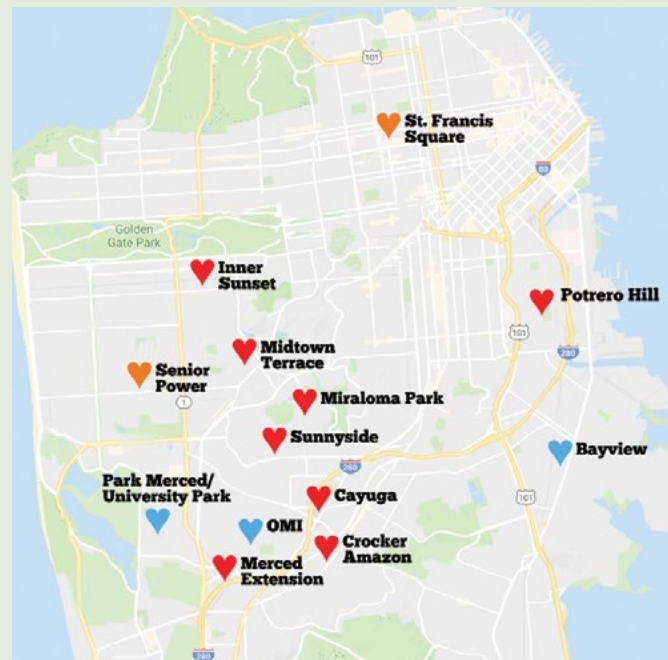 101
St. Francis
Square
80
Golden
Gate Park
Inner
Sunset
Potrero Hill
101
Midtown
Terrace
280
Senior
Power
Miraloma Park
1
Sunnyside
Bayview
280
Park Merced/
University Park
Cayuga
101
OMI
Crocker
Amazon
Merced
Extension
280